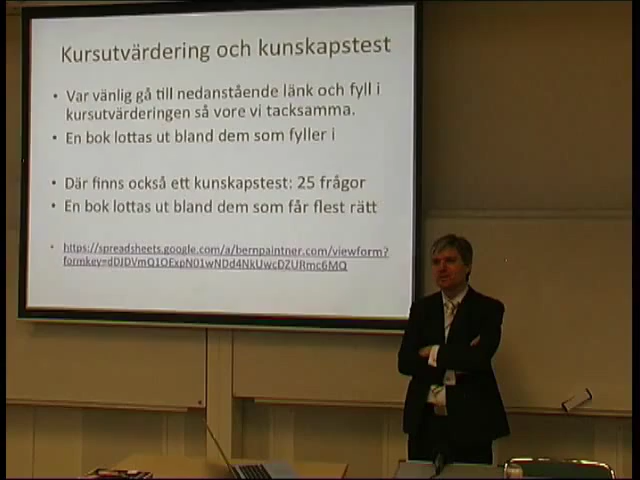 Kursutvärdering och kunskapstest
• Var vänlig gå till nedanstående länk och fyll i
kursutvärderingen så vore vi tacksamma.
• En bok lottas ut bland dem som fyller i
• Där finns också ett kunskapstest: 25 frågor
• En bok lottas ut bland dem som får flest rätt
• https://spreadsheets.google.com/a/bernpaintner.com/viewform?